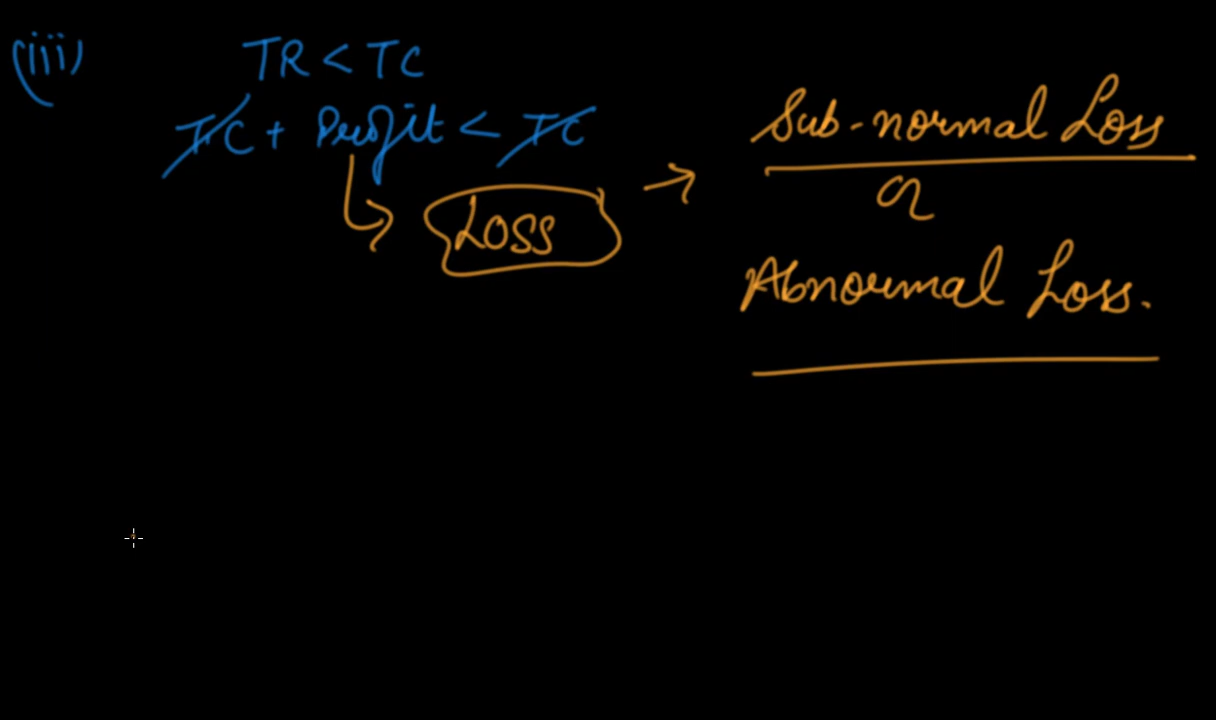 (iii) TR < TC
TC + Profit < TC
Loss → Sub-normal Loss
or
Abnormal Loss.